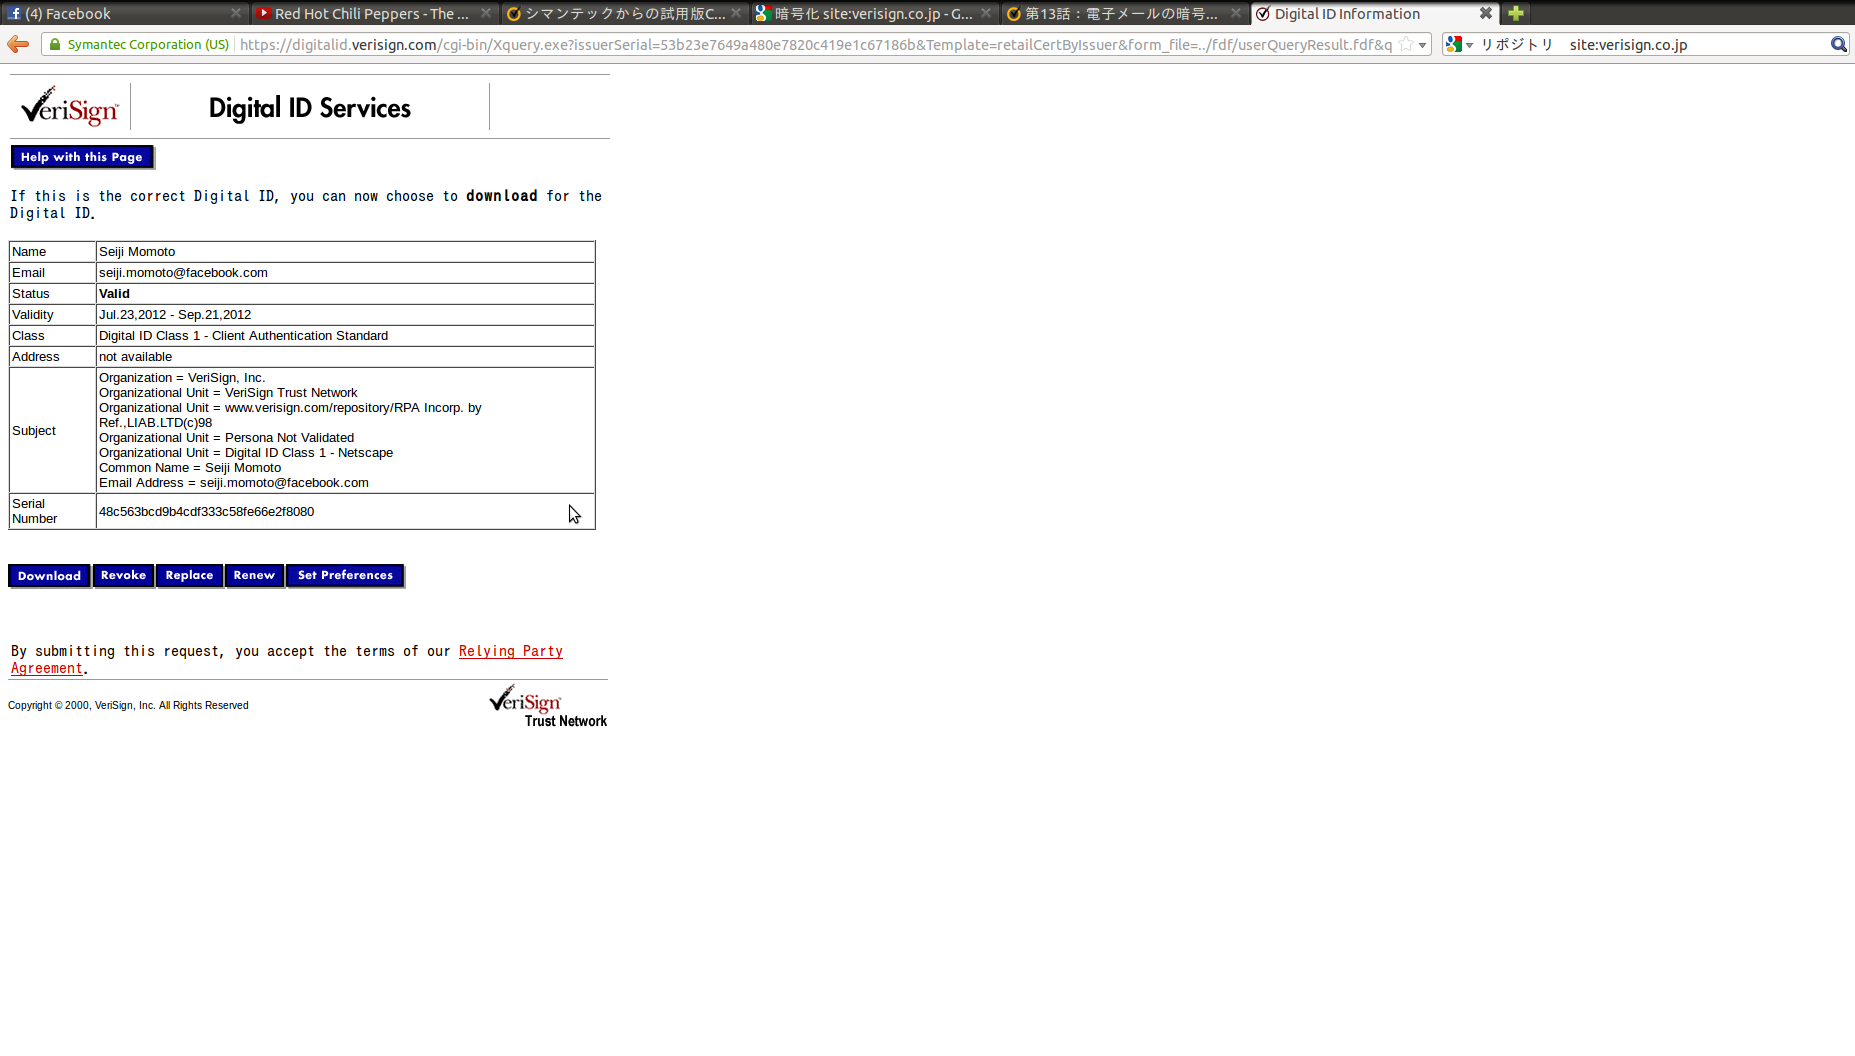 (4) Facebook
Red Hot Chili Peppers - The ...
シマンテックからの試用版C...
暗号化 site:verisign.co.jp - G...
第13話：電子メールの暗号...
Digital ID Information
Symantec Corporation (US)
https://digitalid.verisign.com/cgi-bin/Xquery.exe?issuerSerial=53b23e7649a480e7820c419e1c67186b&Template=retailCertByIssuer&form_file=../fdf/userQueryResult.fdf&q
リポジトリ　site:verisign.co.jp
VeriSign
Digital ID Services
Help with this Page
If this is the correct Digital ID, you can now choose to download for the
Digital ID.
Name Seiji Momoto
Email seiji.momoto@facebook.com
Status Valid
Validity Jul.23,2012 - Sep.21,2012
Class Digital ID Class 1 - Client Authentication Standard
Address not available
Subject
Organization = VeriSign, Inc.
Organizational Unit = VeriSign Trust Network
Organizational Unit = www.verisign.com/repository/RPA Incorp. by
Ref.,LIAB.LTD(c)98
Organizational Unit = Persona Not Validated
Organizational Unit = Digital ID Class 1 - Netscape
Common Name = Seiji Momoto
Email Address = seiji.momoto@facebook.com
Serial
Number
48c563bcd9b4cdf333c58fe66e2f8080
Download Revoke Replace Renew Set Preferences
By submitting this request, you accept the terms of our Relying Party
Agreement.
Copyright © 2000, VeriSign, Inc. All Rights Reserved
VeriSign
Trust Network